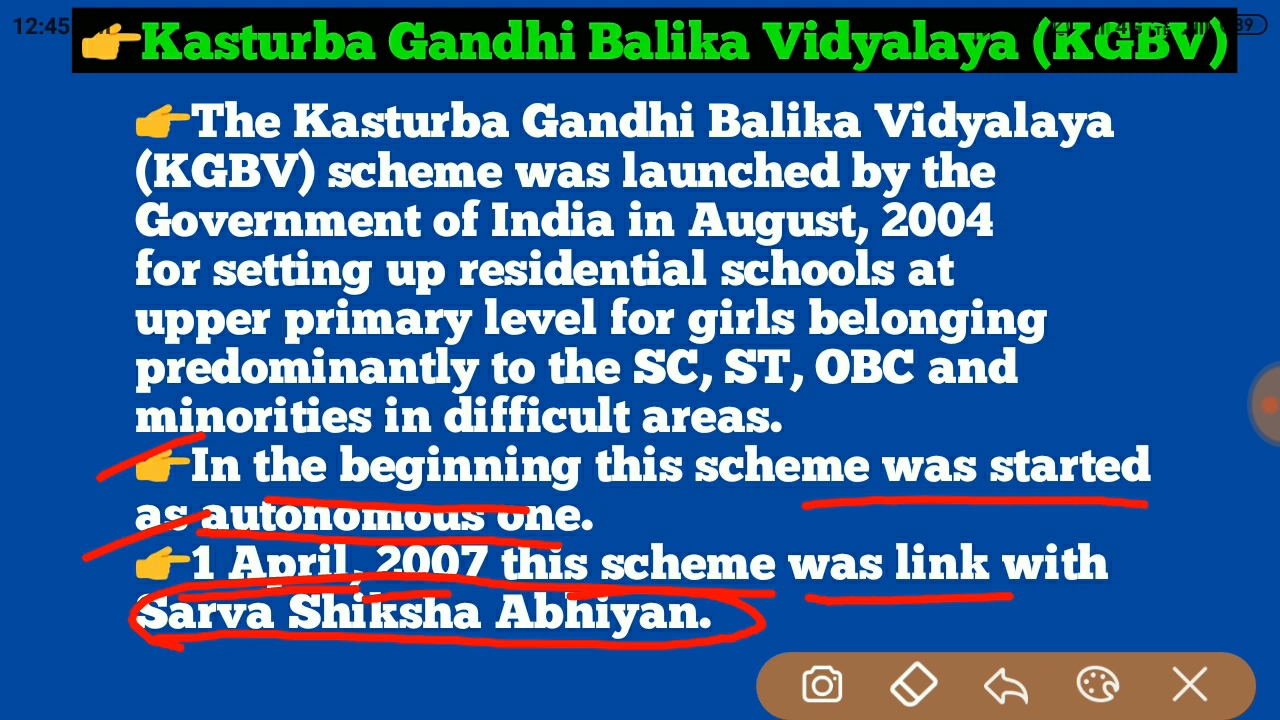 12:45
👉Kasturba Gandhi Balika Vidyalaya (KGBV)
👉The Kasturba Gandhi Balika Vidyalaya
(KGBV) scheme was launched by the
Government of India in August, 2004
for setting up residential schools at
upper primary level for girls belonging
predominantly to the SC, ST, OBC and
minorities in difficult areas.
👉In the beginning this scheme was started
as autonomous one.
👉1 April, 2007 this scheme was link with
Sarva Shiksha Abhiyan.